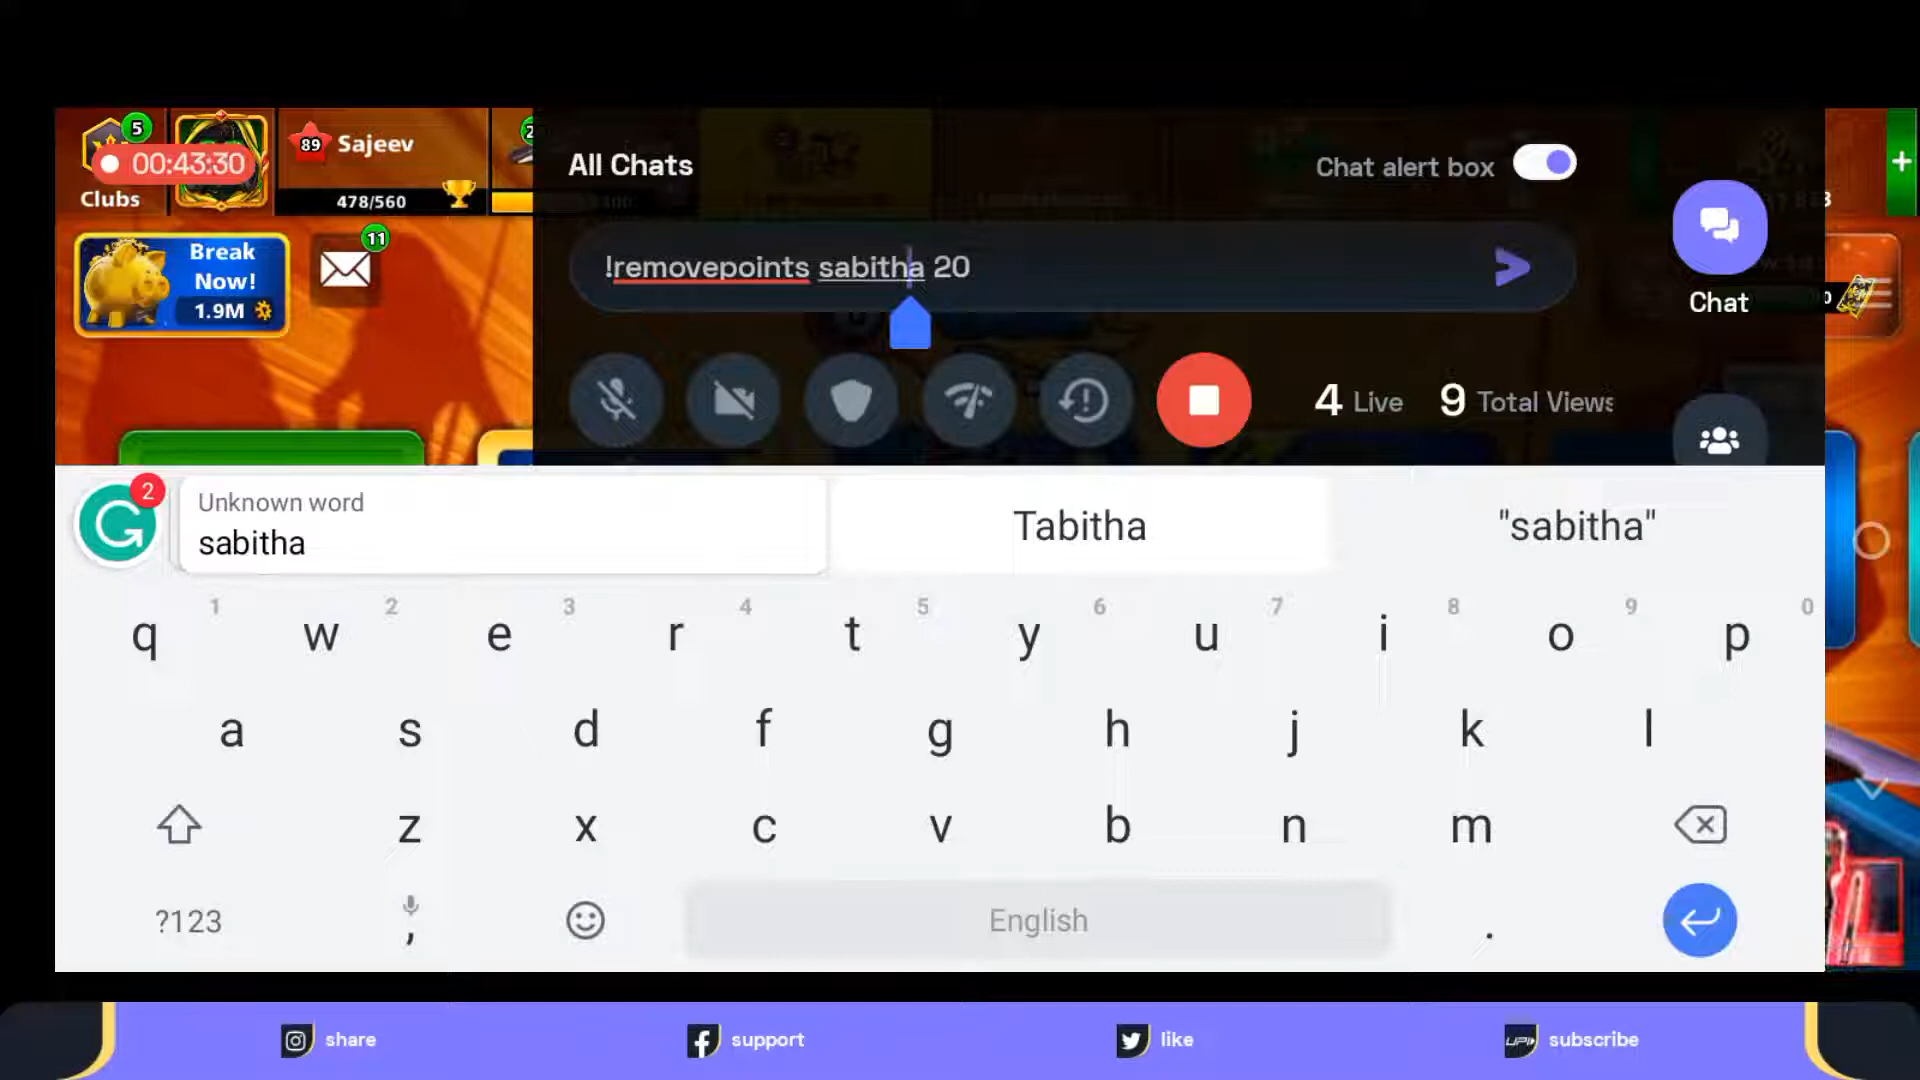 5
00:43:30
Clubs
89
Sajeev
478/560
2
Break
Now!
1.9M
11
All Chats
Chat alert box
!removepoints sabitha 20
Chat
4 Live
9 Total Views
2
Unknown word
sabitha
Tabitha
"sabitha"
1 2 3 4 5 6 7 8 9 0
q w e r t y u i o p
a s d f g h j k l
z x c v b n m
?123
,
English
.
share
support
like
UPI
subscribe